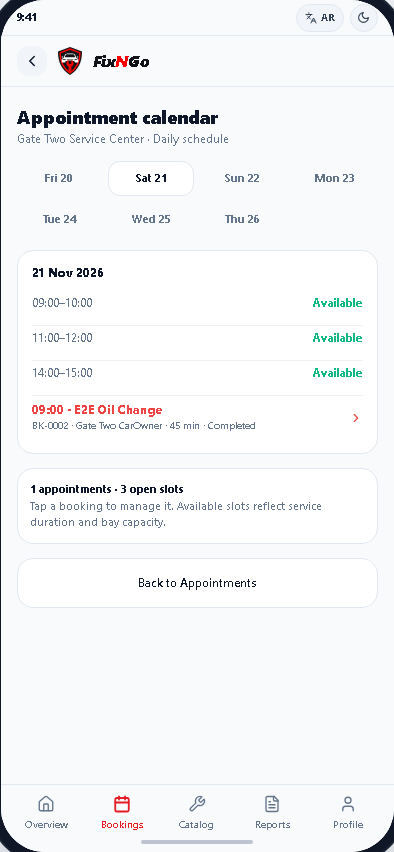 9:41
AR
FixNGo
Appointment calendar
Gate Two Service Center · Daily schedule
Fri 20
Sat 21
Sun 22
Mon 23
Tue 24
Wed 25
Thu 26
21 Nov 2026
09:00–10:00 Available
11:00–12:00 Available
14:00–15:00 Available
09:00 - E2E Oil Change
BK-0002 · Gate Two CarOwner · 45 min · Completed
1 appointments · 3 open slots
Tap a booking to manage it. Available slots reflect service
duration and bay capacity.
Back to Appointments
Overview
Bookings
Catalog
Reports
Profile